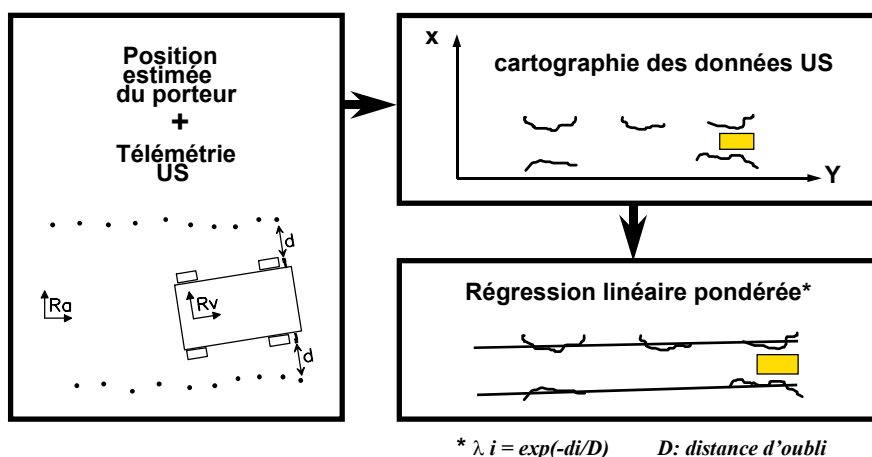 Position
estimée
du porteur
+
Télémétrie
US
d
Ra
Rv
d
x
cartographie des données US
Y
Régression linéaire pondérée*
* λ i = exp(-di/D) D: distance d'oubli